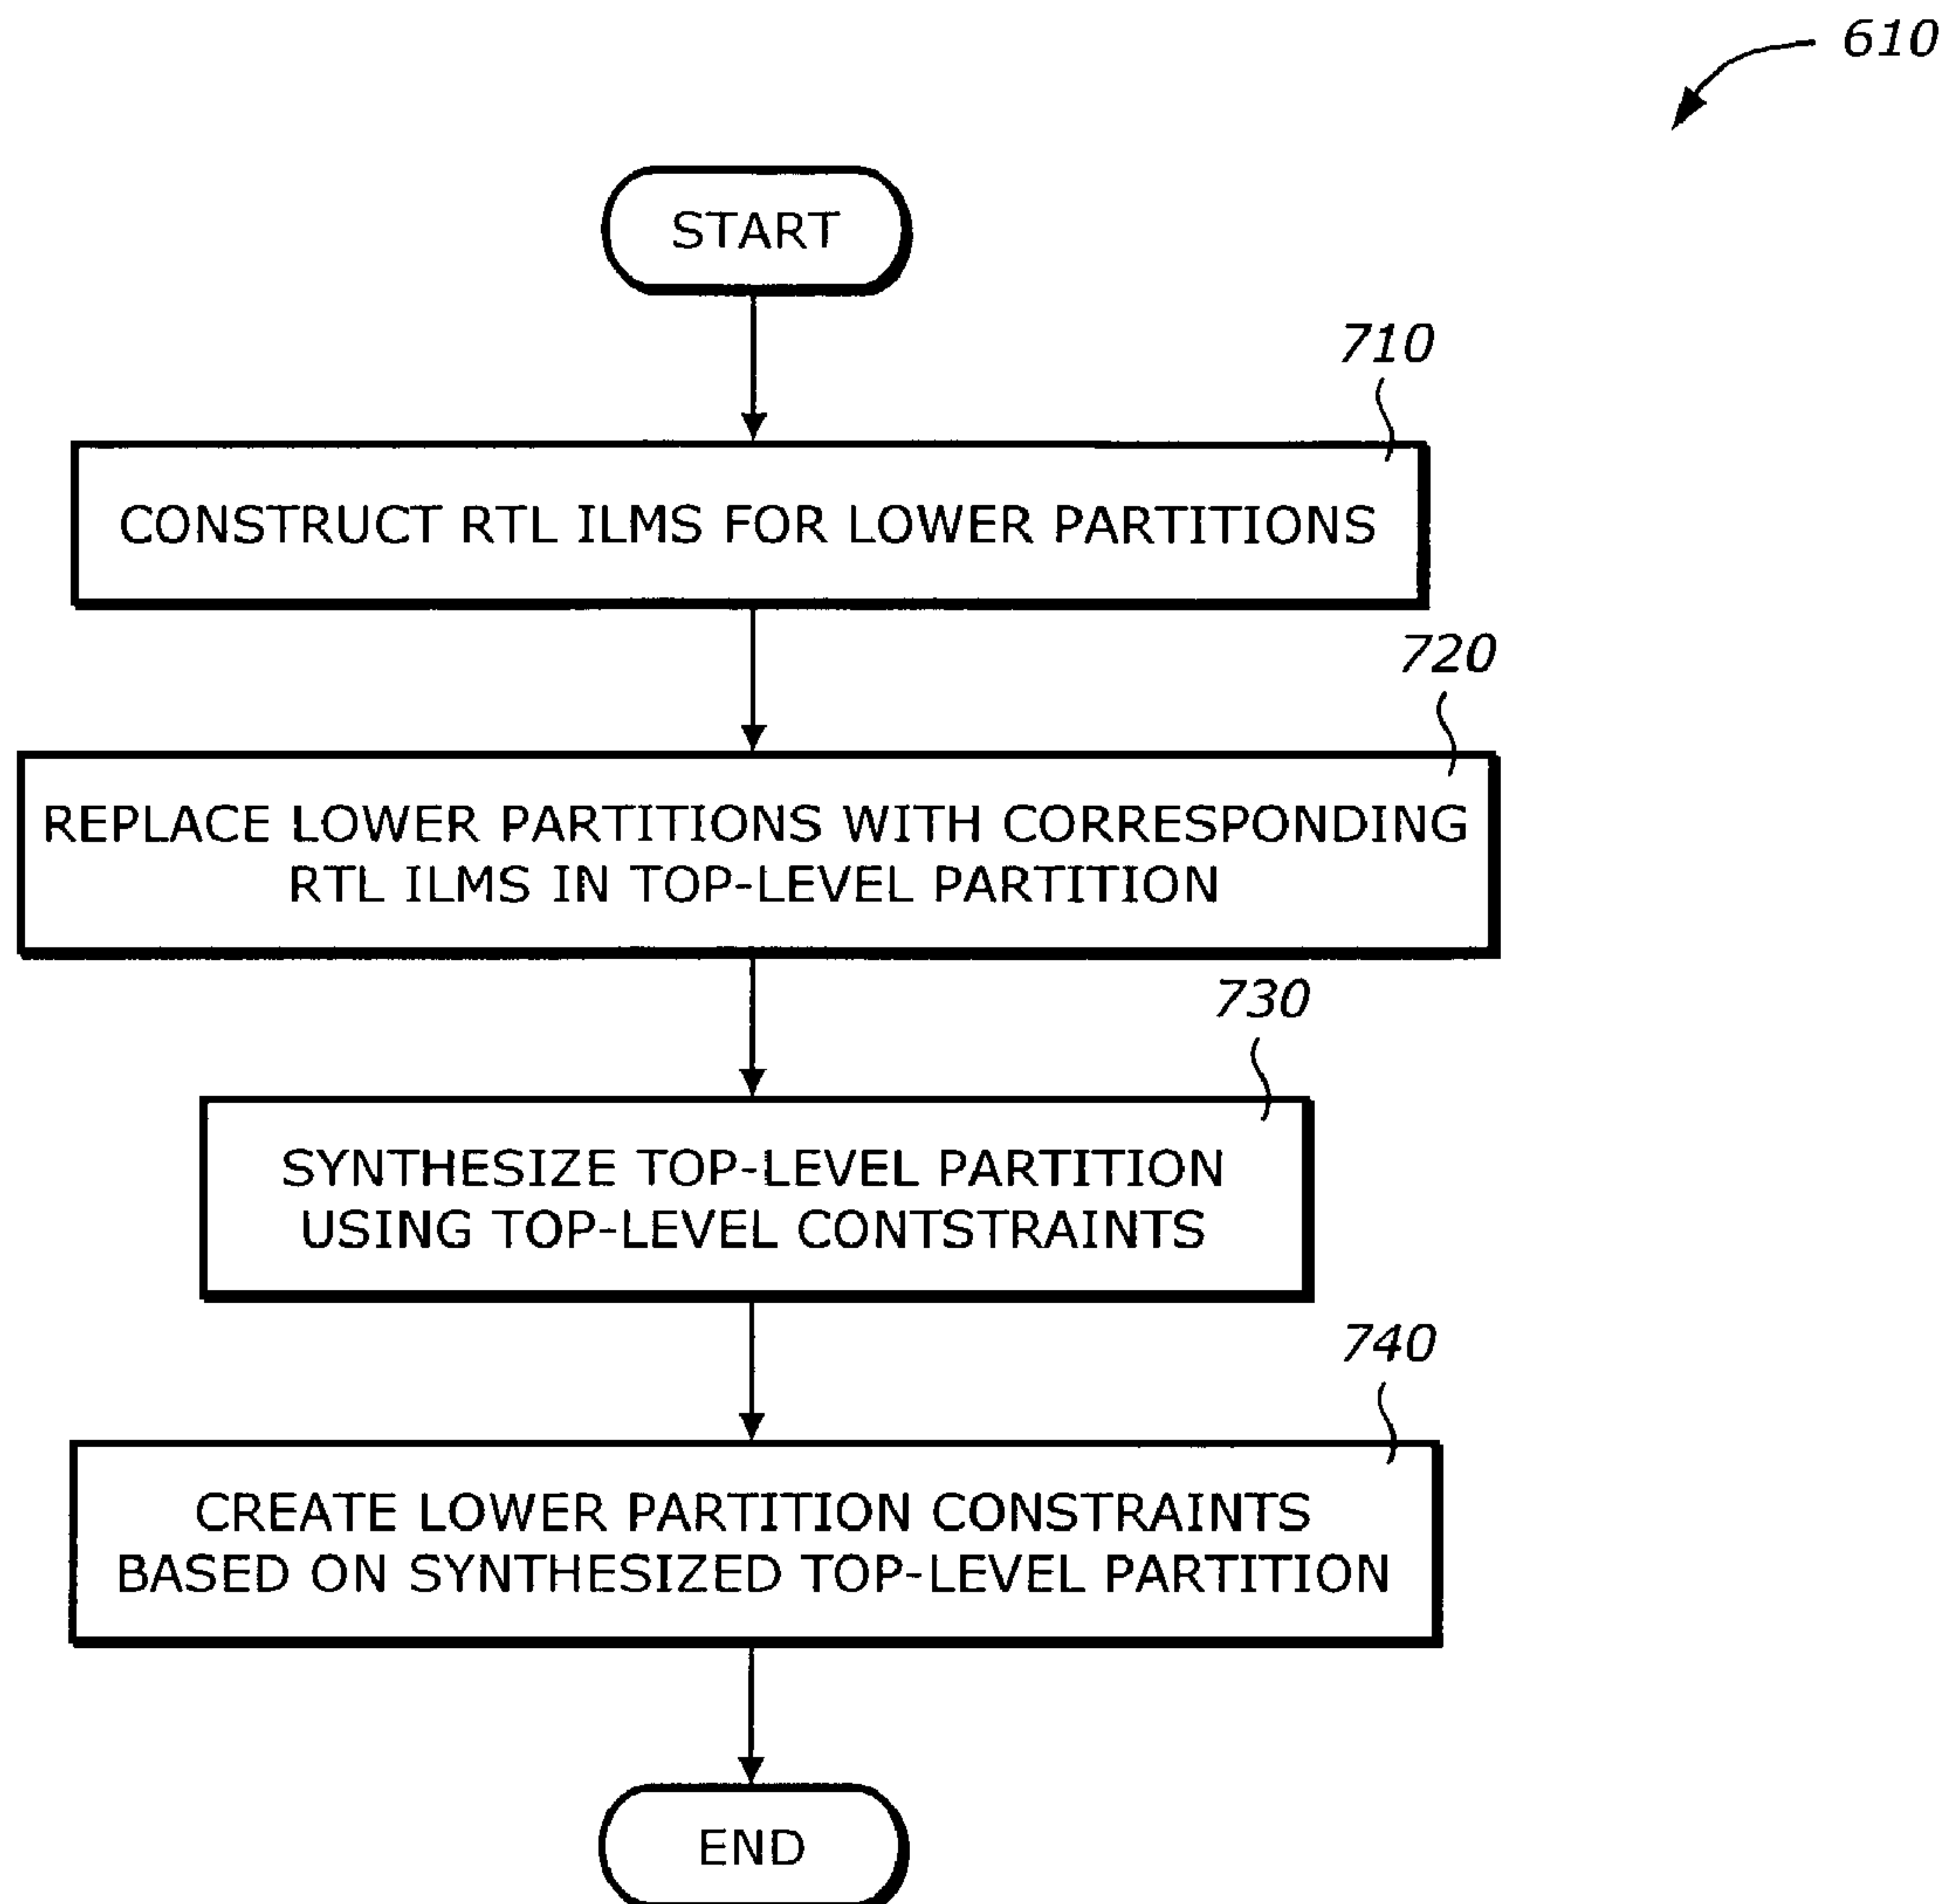 610
START
710
CONSTRUCT RTL ILMS FOR LOWER PARTITIONS
720
REPLACE LOWER PARTITIONS WITH CORRESPONDING
RTL ILMS IN TOP-LEVEL PARTITION
730
SYNTHESIZE TOP-LEVEL PARTITION
USING TOP-LEVEL CONTSTRAINTS
740
CREATE LOWER PARTITION CONSTRAINTS
BASED ON SYNTHESIZED TOP-LEVEL PARTITION
END